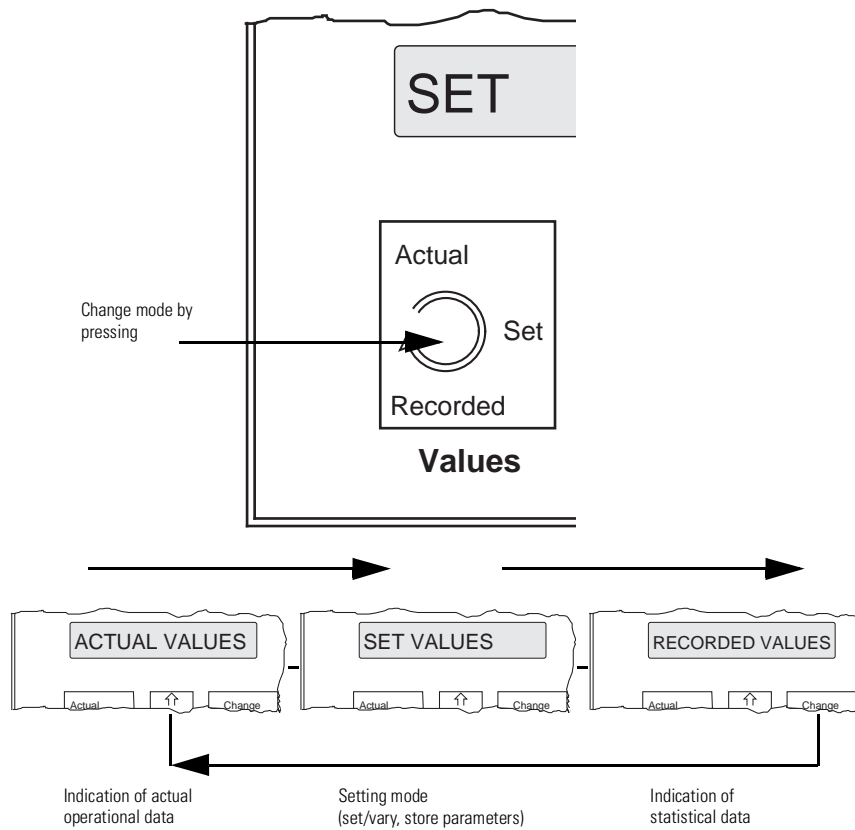 SET
Actual
Change mode by
pressing
Set
Recorded
Values
ACTUAL VALUES
SET VALUES
RECORDED VALUES
Actual
Change
Actual
Change
Actual
Change
Indication of actual
operational data
Setting mode
(set/vary, store parameters)
Indication of
statistical data